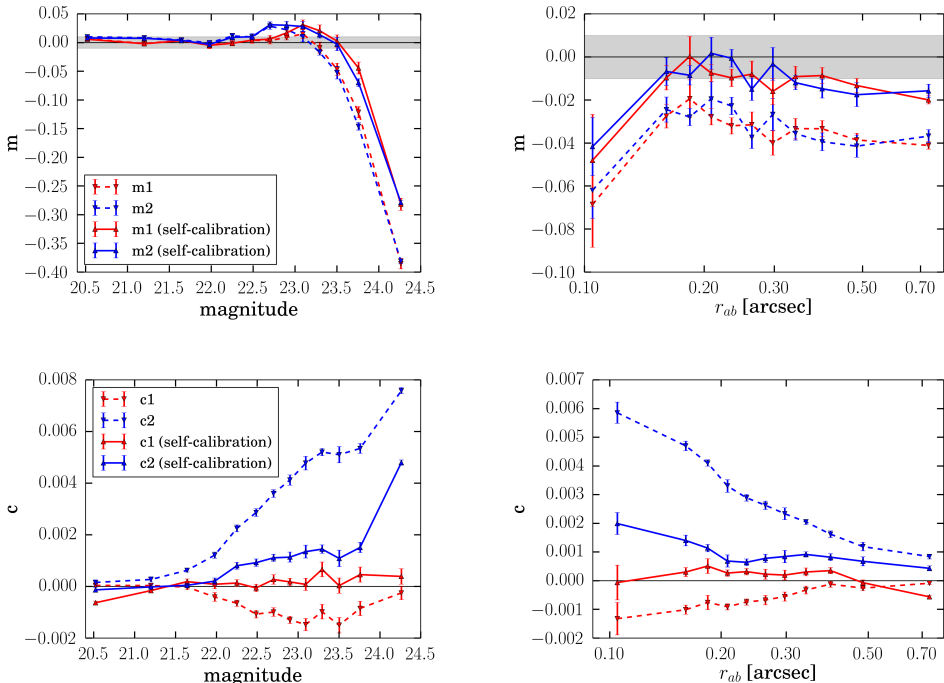 0.05
0.00
−0.05
−0.10
−0.15
−0.20
−0.25
−0.30
−0.35
−0.40
m
20.5 21.0 21.5 22.0 22.5 23.0 23.5 24.0 24.5
magnitude
m1
m2
m1 (self-calibration)
m2 (self-calibration)
0.02
0.00
−0.02
−0.04
−0.06
−0.08
−0.10
m
0.10 0.20 0.30 0.50 0.70
r_ab [arcsec]
0.008
0.006
0.004
0.002
0.000
−0.002
c
20.5 21.0 21.5 22.0 22.5 23.0 23.5 24.0 24.5
magnitude
c1
c2
c1 (self-calibration)
c2 (self-calibration)
0.007
0.006
0.005
0.004
0.003
0.002
0.001
0.000
−0.001
−0.002
c
0.10 0.20 0.30 0.50 0.70
r_ab [arcsec]